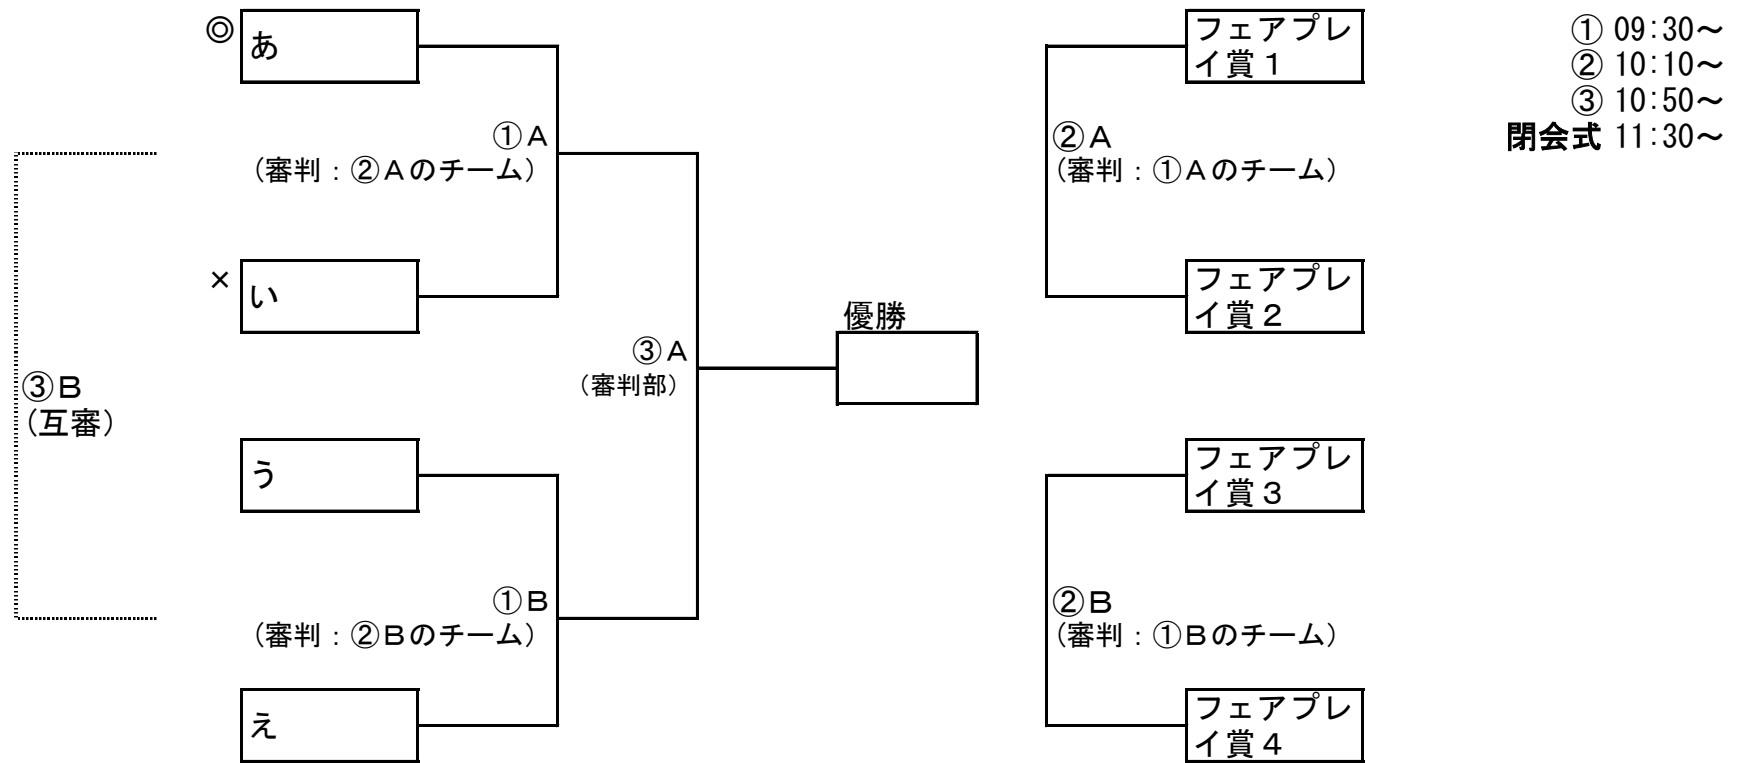 ◎
あ
フェアプレ
イ賞１
① 09:30～
② 10:10～
③ 10:50～
閉会式 11:30～
①Ａ
（審判：②Ａのチーム）
②Ａ
（審判：①Ａのチーム）
×
い
フェアプレ
イ賞２
優勝
③Ａ
（審判部）
③Ｂ
（互審）
う
フェアプレ
イ賞３
①Ｂ
（審判：②Ｂのチーム）
②Ｂ
（審判：①Ｂのチーム）
え
フェアプレ
イ賞４